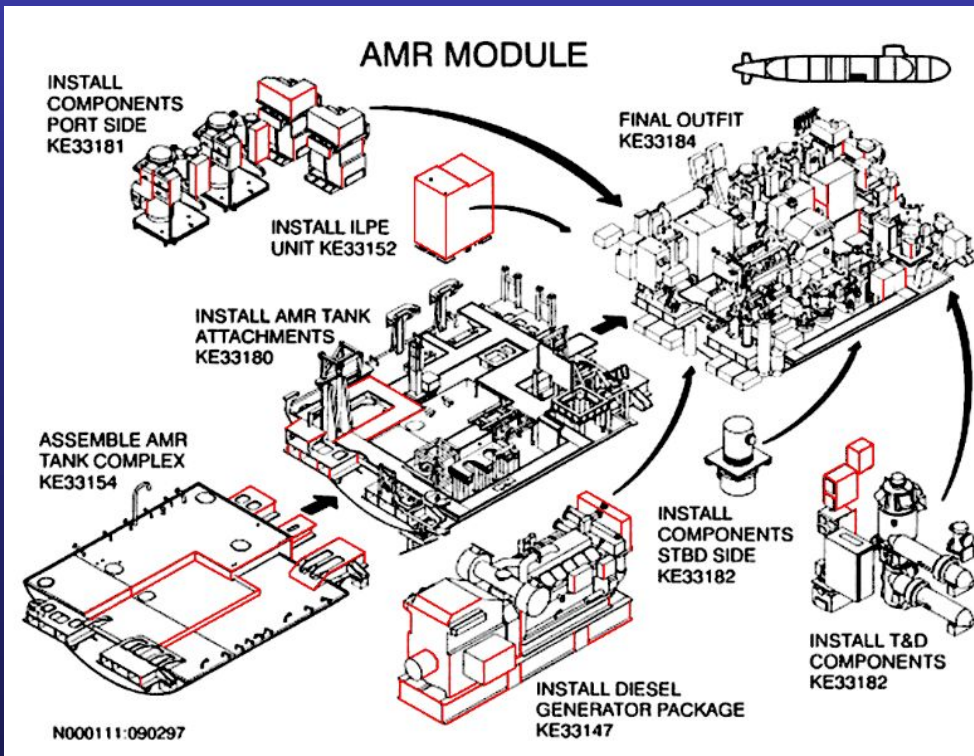 AMR MODULE
INSTALL
COMPONENTS
PORT SIDE
KE33181
FINAL OUTFIT
KE33184
INSTALL ILPE
UNIT KE33152
INSTALL AMR TANK
ATTACHMENTS
KE33180
ASSEMBLE AMR
TANK COMPLEX
KE33154
INSTALL
COMPONENTS
STBD SIDE
KE33182
INSTALL T&D
COMPONENTS
KE33182
INSTALL DIESEL
GENERATOR PACKAGE
KE33147
N000111:090297